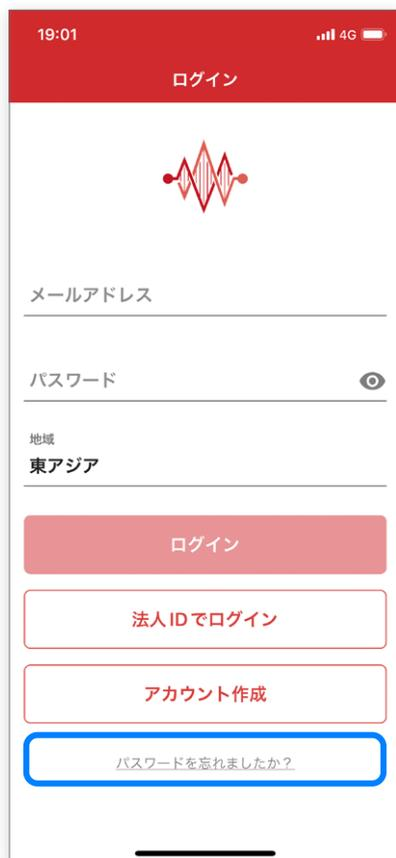 19:01 4G
ログイン
メールアドレス
パスワード
地域
東アジア
ログイン
法人IDでログイン
アカウント作成
パスワードを忘れましたか？